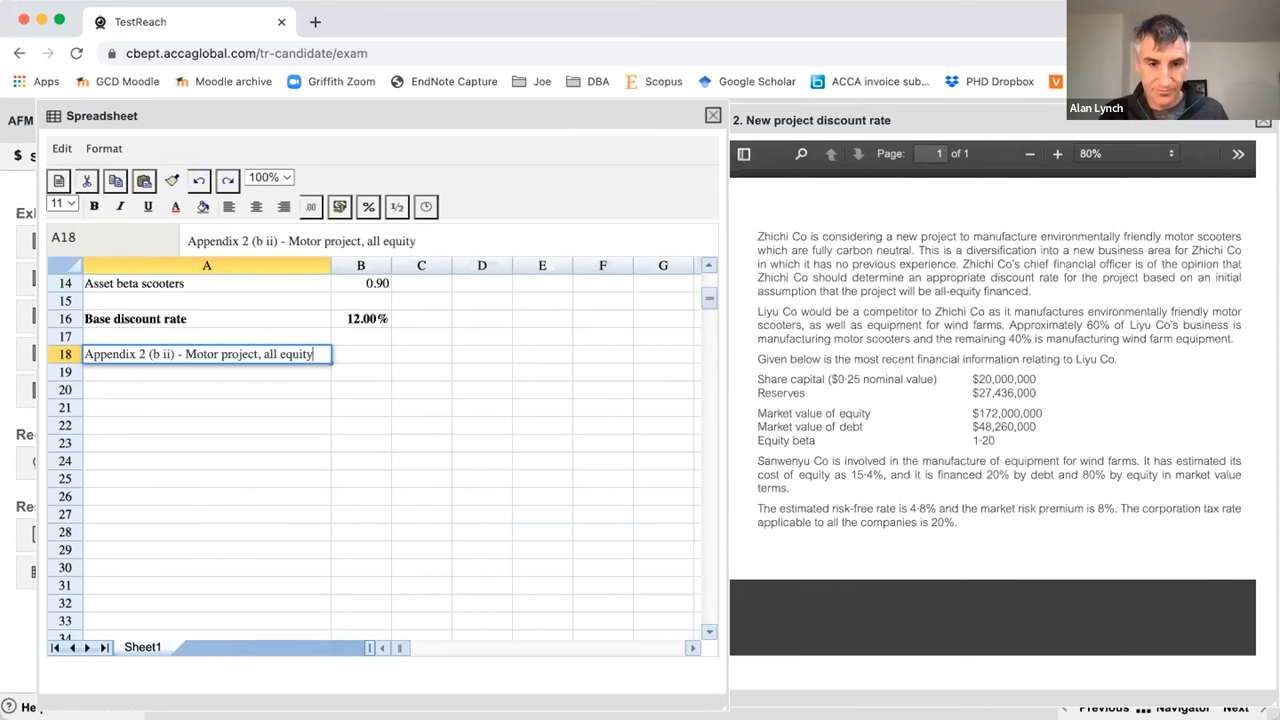 TestReach
cbept.accaglobal.com/tr-candidate/exam
Apps
GCD Moodle
Moodle archive
Griffith Zoom
EndNote Capture
Joe
DBA
Scopus
Google Scholar
ACCA invoice sub...
PHD Dropbox
Alan Lynch
AFM
Spreadsheet
2. New project discount rate
Edit Format
Page: 1 of 1
80%
100%
11
A18
Appendix 2 (b ii) - Motor project, all equity
A B C D E F G
14 Asset beta scooters 0.90
15
16 Base discount rate 12.00%
17
18 Appendix 2 (b ii) - Motor project, all equity
19
20
21
22
23
24
25
26
27
28
29
30
31
32
33
34
Sheet1
Zhichi Co is considering a new project to manufacture environmentally friendly motor scooters
which are fully carbon neutral. This is a diversification into a new business area for Zhichi Co
in which it has no previous experience. Zhichi Co's chief financial officer is of the opinion that
Zhichi Co should determine an appropriate discount rate for the project based on an initial
assumption that the project will be all-equity financed.
Liyu Co would be a competitor to Zhichi Co as it manufactures environmentally friendly motor
scooters, as well as equipment for wind farms. Approximately 60% of Liyu Co's business is
manufacturing motor scooters and the remaining 40% is manufacturing wind farm equipment.
Given below is the most recent financial information relating to Liyu Co.
Share capital ($0·25 nominal value) $20,000,000
Reserves $27,436,000
Market value of equity $172,000,000
Market value of debt $48,260,000
Equity beta 1·20
Sanwenyu Co is involved in the manufacture of equipment for wind farms. It has estimated its
cost of equity as 15·4%, and it is financed 20% by debt and 80% by equity in market value
terms.
The estimated risk-free rate is 4·8% and the market risk premium is 8%. The corporation tax rate
applicable to all the companies is 20%.
Previous
Navigator
Next